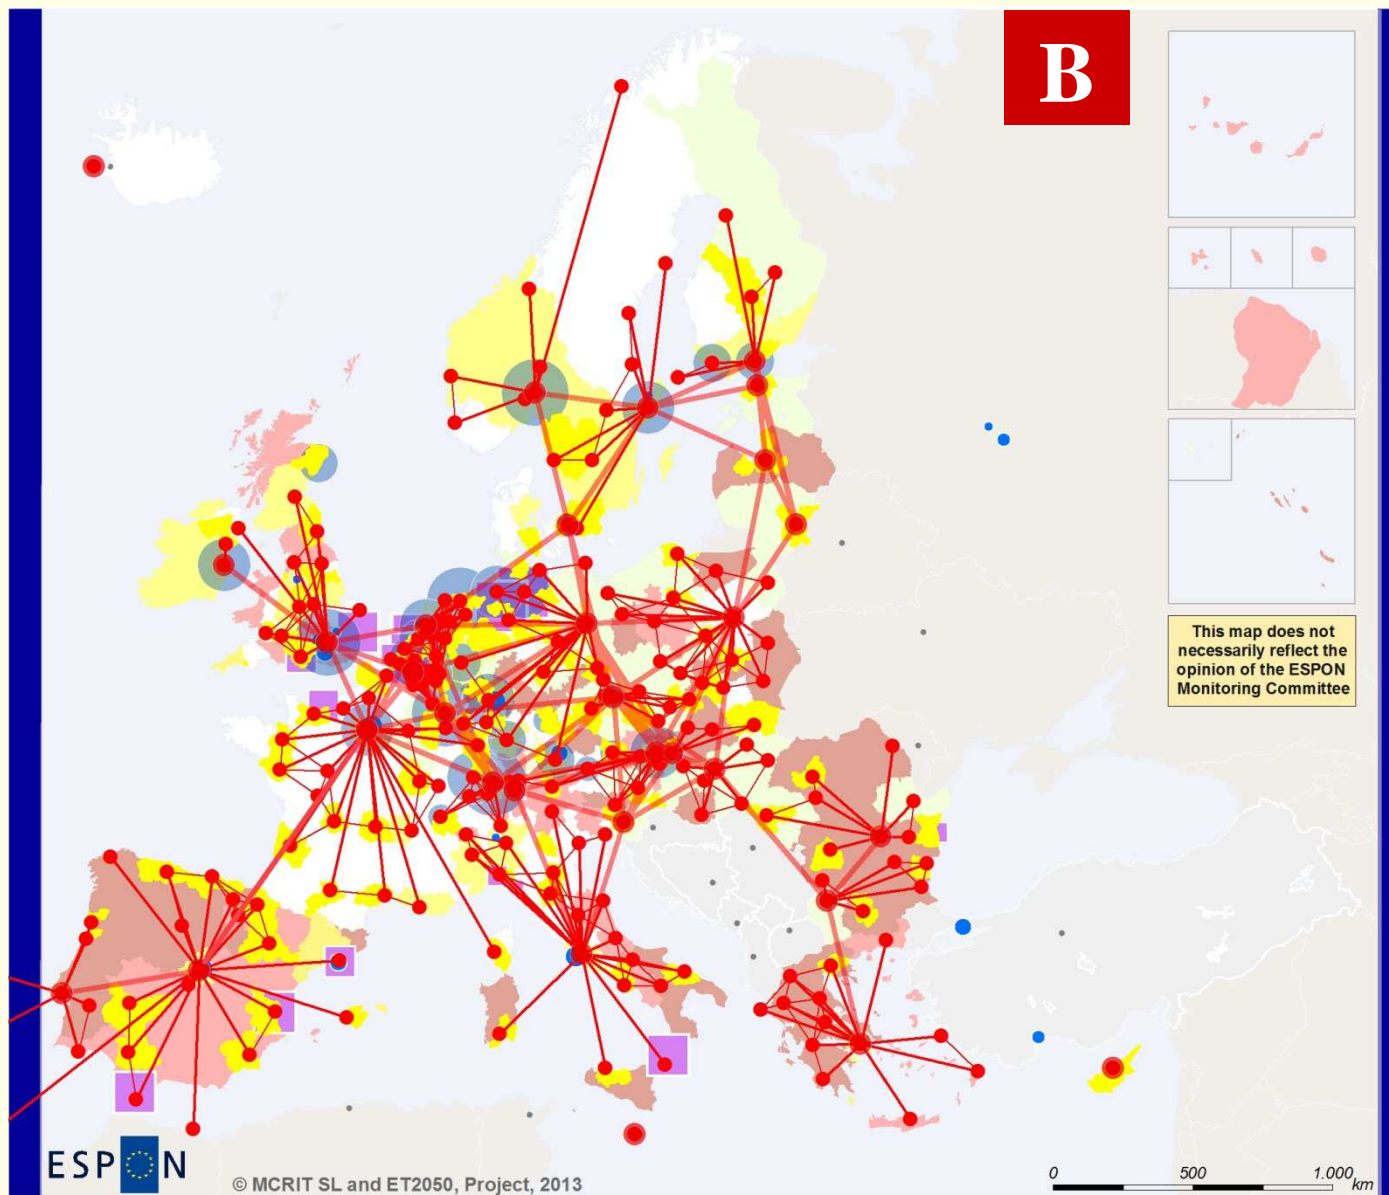 B
This map does not
necessarily reflect the
opinion of the ESPON
Monitoring Committee
ESPON
© MCRIT SL and ET2050, Project, 2013
0 500 1.000
km